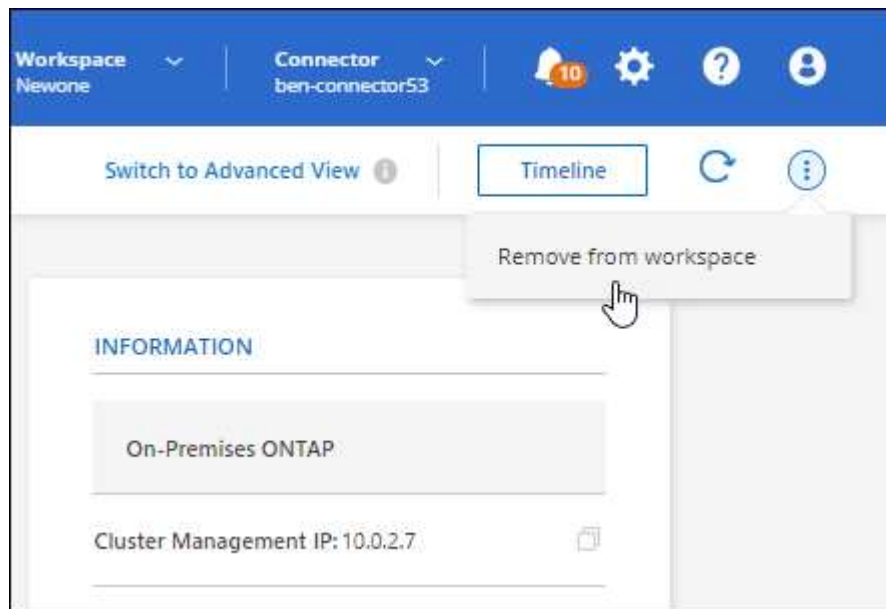 Workspace
Newone
Connector
ben-connector53
10
Switch to Advanced View
Timeline
Remove from workspace
INFORMATION
On-Premises ONTAP
Cluster Management IP: 10.0.2.7